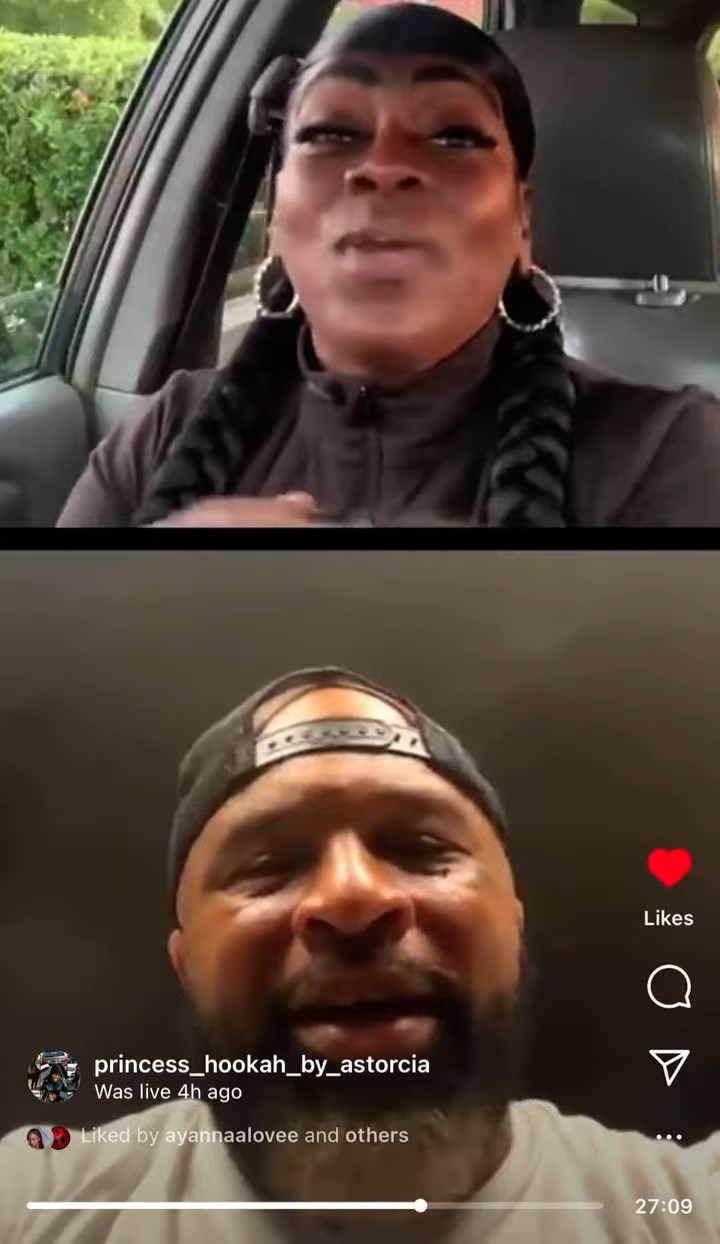 Likes
princess_hookah_by_astorcia
Was live 4h ago
Liked by ayannaalovee and others
27:09